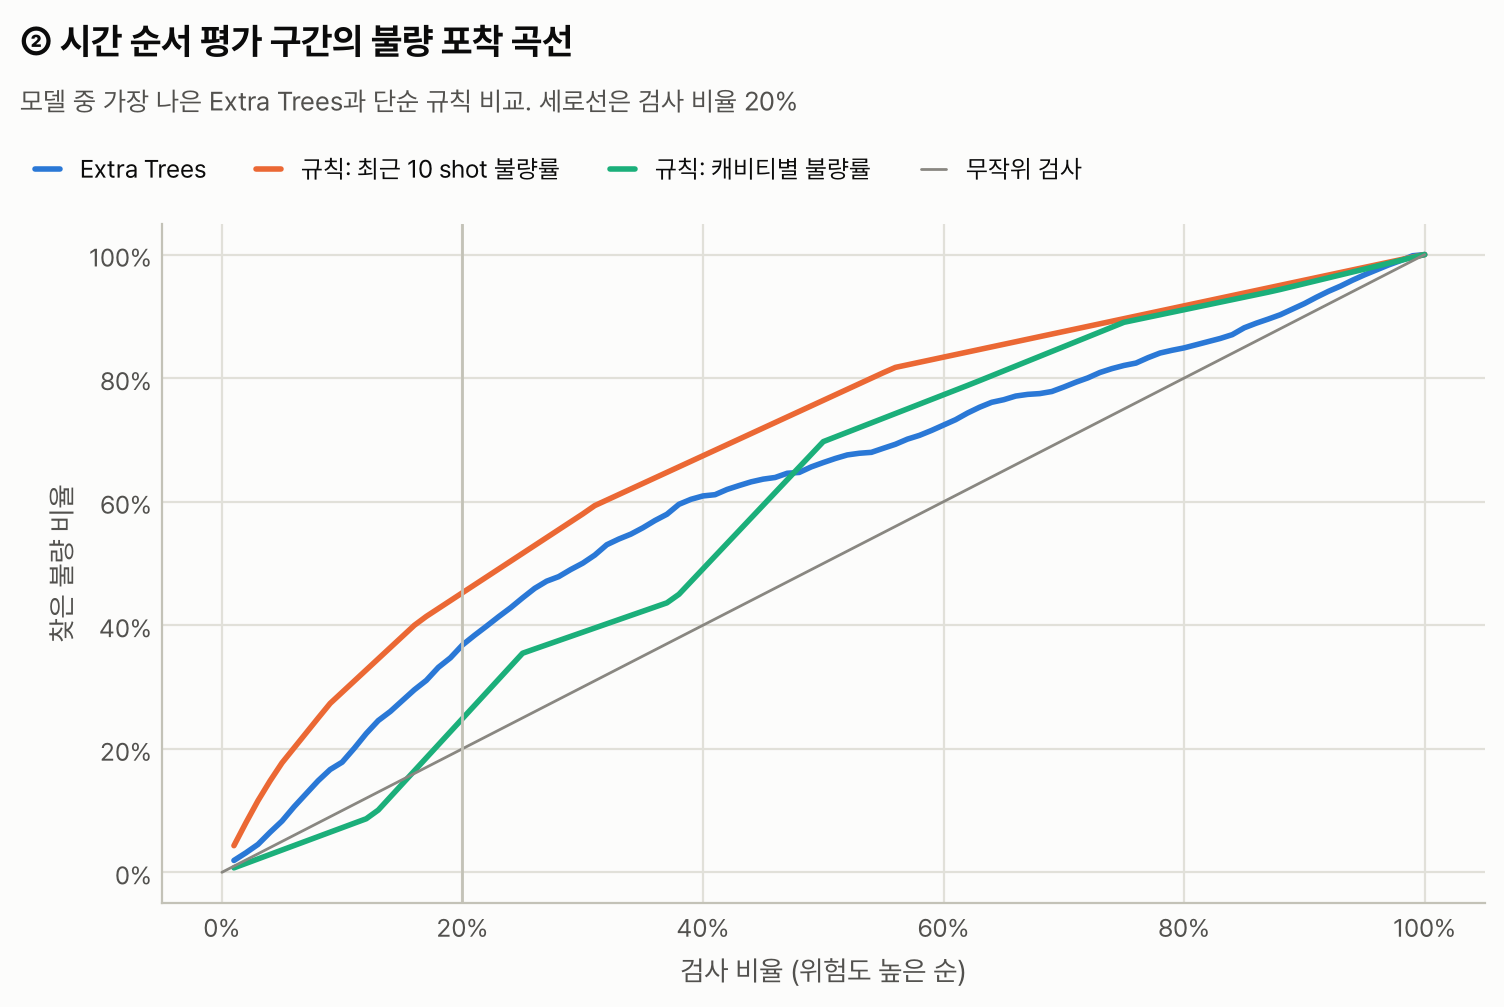 ② 시간 순서 평가 구간의 불량 포착 곡선
모델 중 가장 나은 Extra Trees과 단순 규칙 비교. 세로선은 검사 비율 20%
Extra Trees
규칙: 최근 10 shot 불량률
규칙: 캐비티별 불량률
무작위 검사
100%
80%
60%
40%
20%
0%
찾은 불량 비율
0%
20%
40%
60%
80%
100%
검사 비율 (위험도 높은 순)